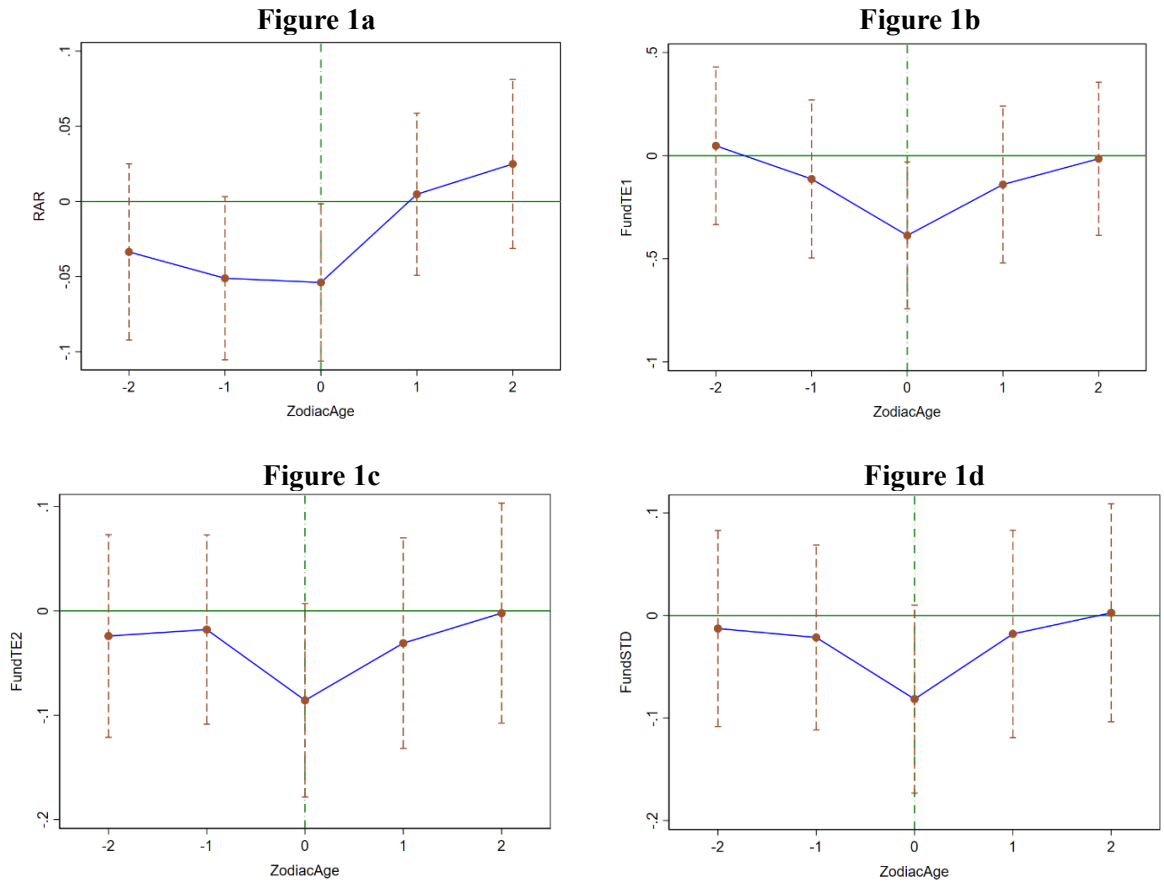 Figure 1a
.1
.05
0
-.05
-.1
RAR
-2 -1 0 1 2
ZodiacAge
Figure 1b
.5
0
-.5
-1
FundTE1
-2 -1 0 1 2
ZodiacAge
Figure 1c
.1
0
-.1
-.2
FundTE2
-2 -1 0 1 2
ZodiacAge
Figure 1d
.1
0
-.1
-.2
FundSTD
-2 -1 0 1 2
ZodiacAge